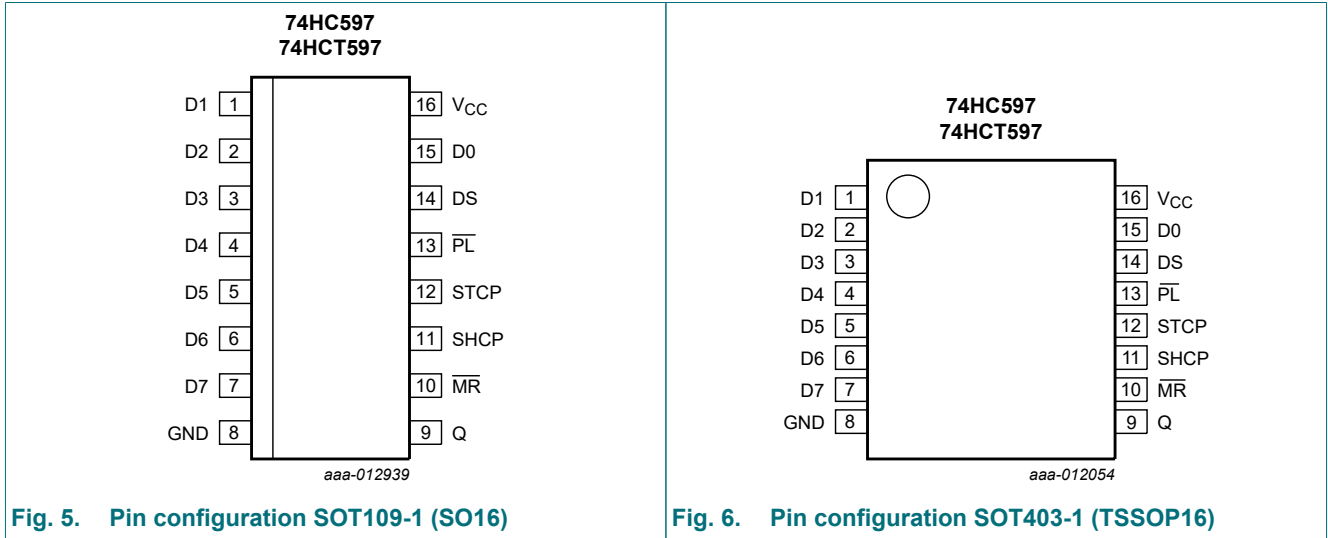 74HC597
74HCT597
D1 1 16 VCC
D2 2 15 D0
D3 3 14 DS
D4 4 13 P̅L̅
D5 5 12 STCP
D6 6 11 SHCP
D7 7 10 M̅R̅
GND 8 9 Q
aaa-012939
Fig. 5. Pin configuration SOT109-1 (SO16)
74HC597
74HCT597
D1 1 16 VCC
D2 2 15 D0
D3 3 14 DS
D4 4 13 P̅L̅
D5 5 12 STCP
D6 6 11 SHCP
D7 7 10 M̅R̅
GND 8 9 Q
aaa-012054
Fig. 6. Pin configuration SOT403-1 (TSSOP16)